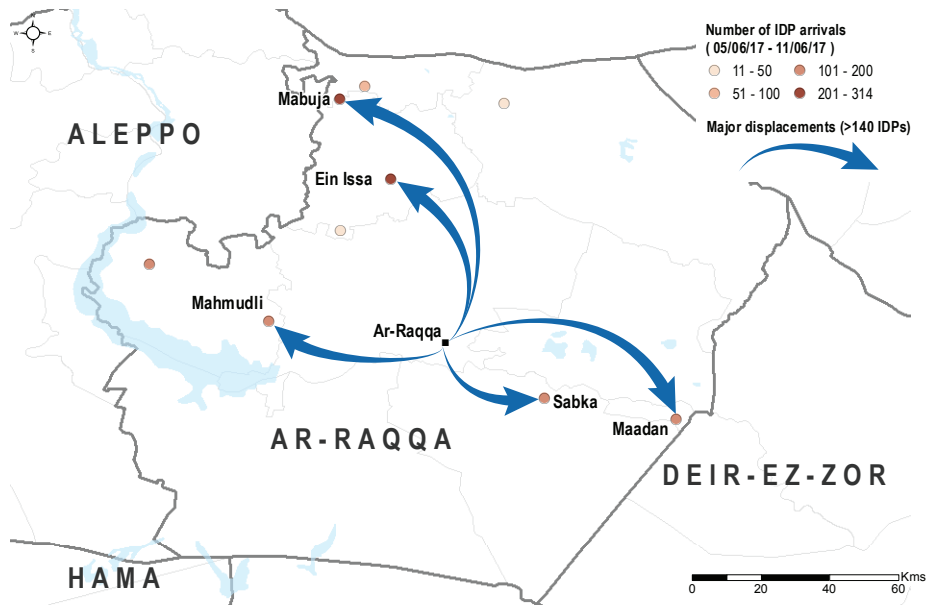 N
W E
S
Number of IDP arrivals
( 05/06/17 - 11/06/17 )
11 - 50
101 - 200
51 - 100
201 - 314
Major displacements (>140 IDPs)
Mabuja
ALEPPO
Ein Issa
Mahmudli
Ar-Raqqa
Sabka
Maadan
AR-RAQQA
DEIR-EZ-ZOR
HAMA
Kms
0 20 40 60